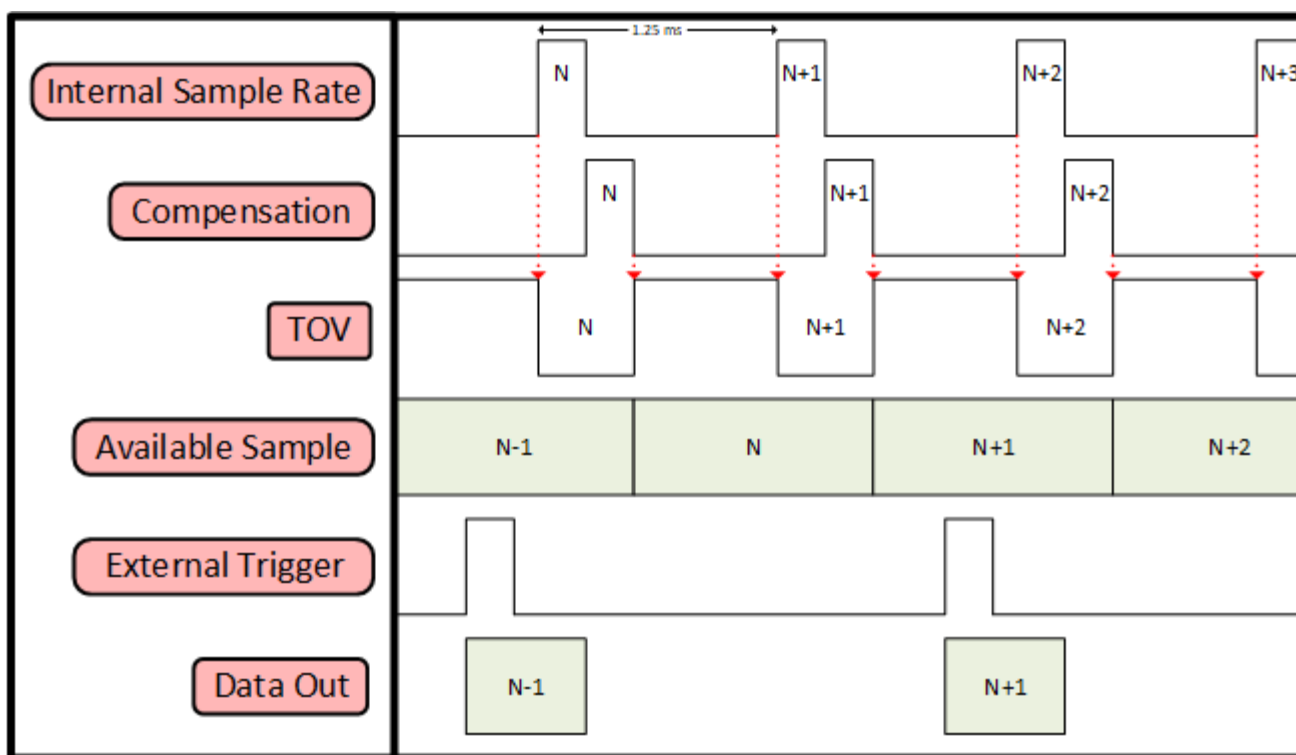 1.25 ms
Internal Sample Rate N N+1 N+2 N+3
Compensation N N+1 N+2
TOV N N+1 N+2
Available Sample N-1 N N+1 N+2
External Trigger
Data Out N-1 N+1